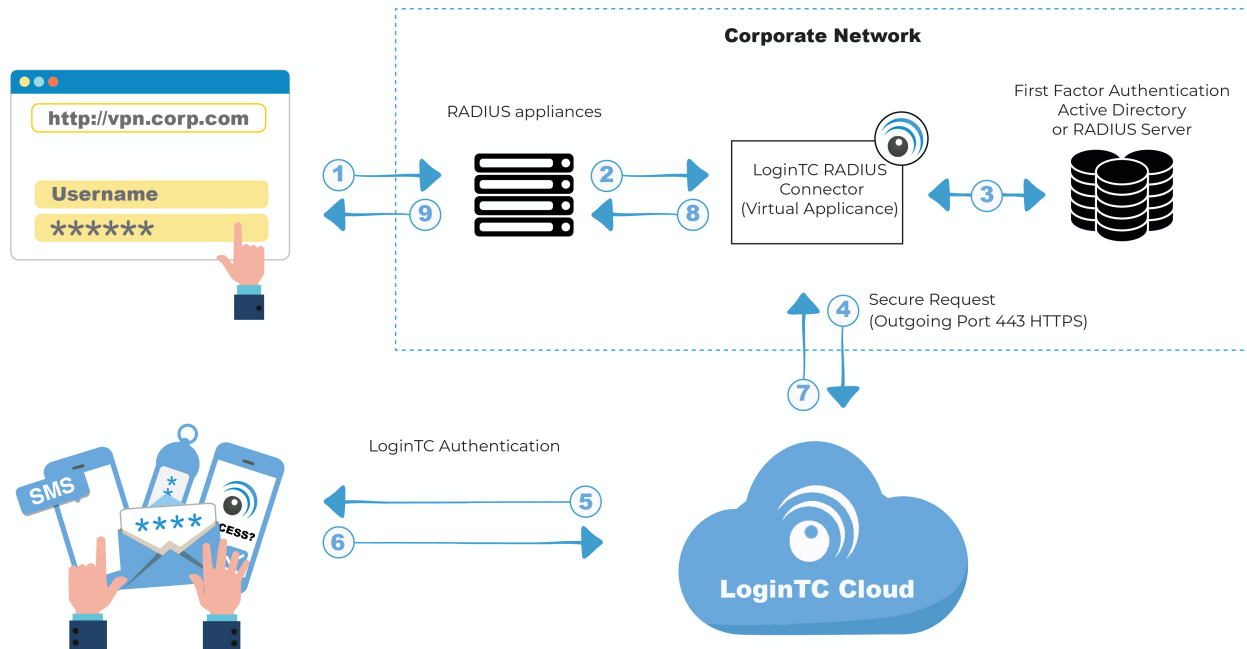 Corporate Network
http://vpn.corp.com
Username
******
RADIUS appliances
First Factor Authentication
Active Directory
or RADIUS Server
LoginTC RADIUS
Connector
(Virtual Applicance)
1
2
3
9
8
Secure Request
(Outgoing Port 443 HTTPS)
4
7
LoginTC Authentication
5
6
SMS
*
*
****
CESS?
LoginTC Cloud